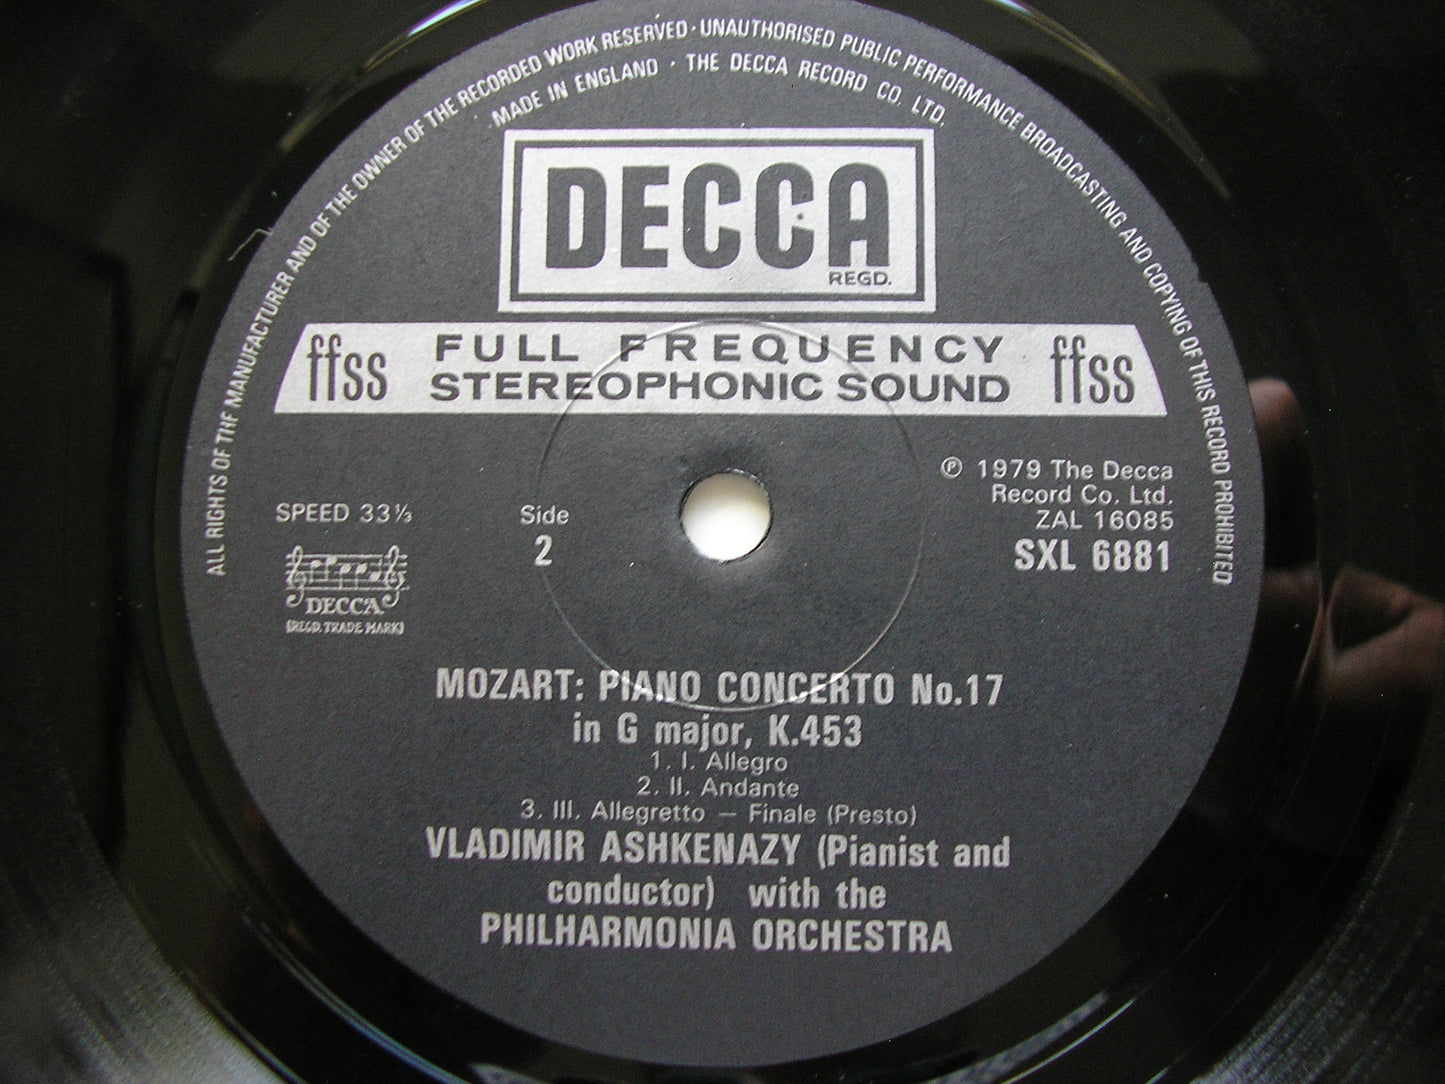 ALL RIGHTS OF THE MANUFACTURER AND OF THE OWNER OF THE RECORDED WORK RESERVED · UNAUTHORISED PUBLIC PERFORMANCE BROADCASTING AND COPYING OF THIS RECORD PROHIBITED
MADE IN ENGLAND · THE DECCA RECORD CO. LTD.
DECCA
REGD.
ffss FULL FREQUENCY ffss
STEREOPHONIC SOUND
℗ 1979 The Decca
Record Co. Ltd.
ZAL 16085
SXL 6881
SPEED 33⅓
Side
2
DECCA
(REGD. TRADE MARK)
MOZART: PIANO CONCERTO No.17
in G major, K.453
1. I. Allegro
2. II. Andante
3. III. Allegretto — Finale (Presto)
VLADIMIR ASHKENAZY (Pianist and
conductor) with the
PHILHARMONIA ORCHESTRA